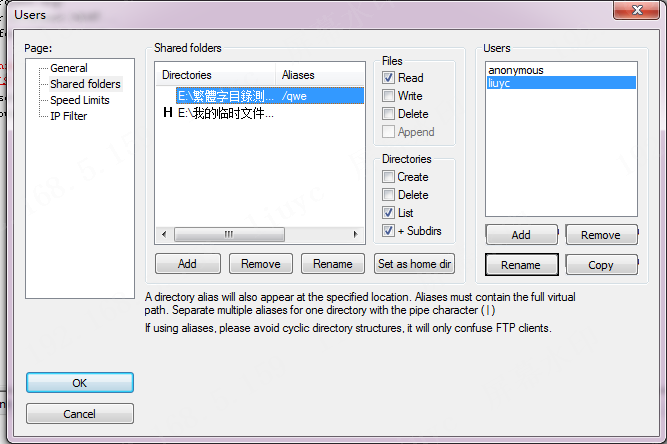 Users
Page:
General
Shared folders
Speed Limits
IP Filter
Shared folders
Directories
Aliases
E:\繁體字目錄測...
/qwe
H
E:\我的临时文件...
Add
Remove
Rename
Set as home dir
Files
Read
Write
Delete
Append
Directories
Create
Delete
List
+ Subdirs
Users
anonymous
liuyc
Add
Remove
Rename
Copy
A directory alias will also appear at the specified location. Aliases must contain the full virtual
path. Separate multiple aliases for one directory with the pipe character ( | )
If using aliases, please avoid cyclic directory structures, it will only confuse FTP clients.
OK
Cancel